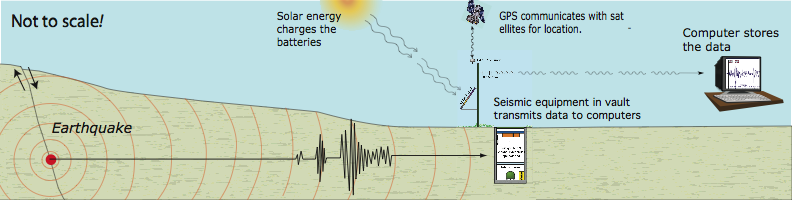 Not to scale!
Solar energy
charges the
batteries
GPS communicates with sat
ellites for location.
Computer stores
the data
Seismic equipment in vault
transmits data to computers
Earthquake